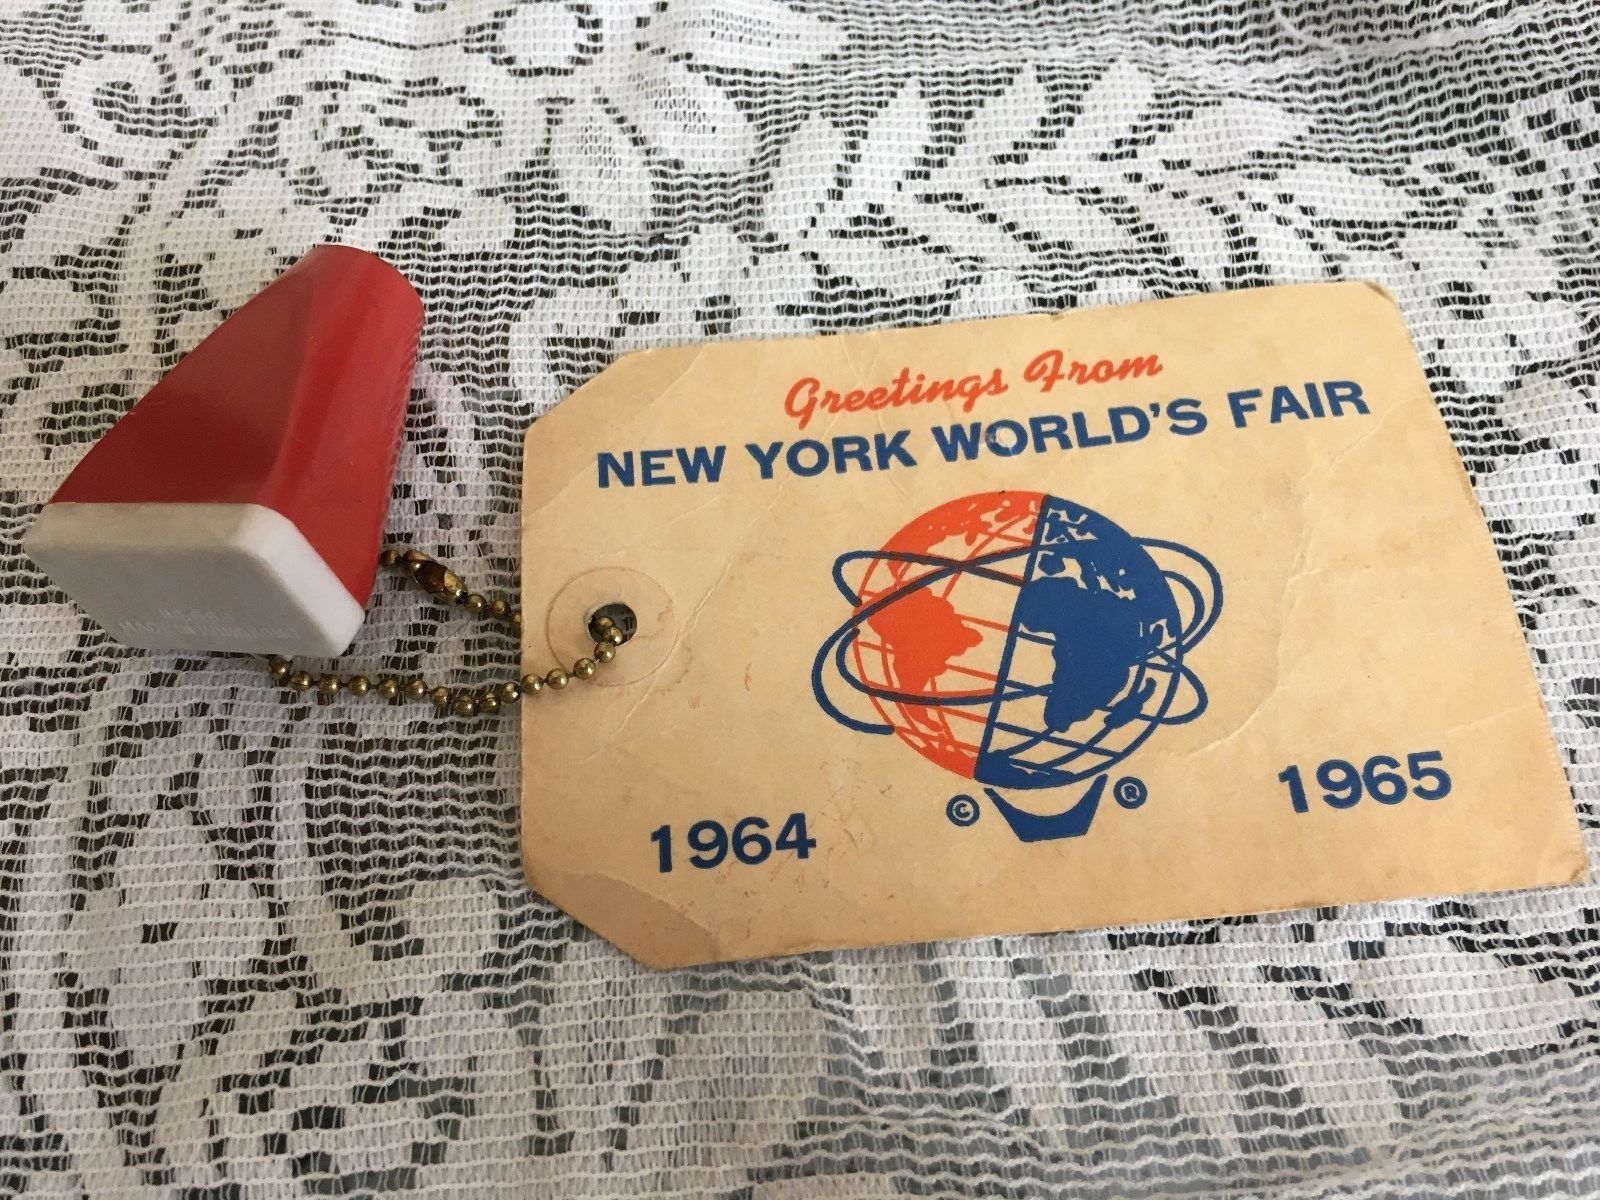 Greetings From
NEW YORK WORLD'S FAIR
© ®
1964 1965